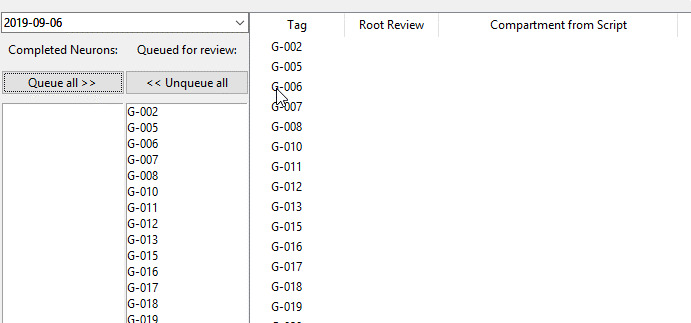 2019-09-06
Completed Neurons: Queued for review:
Queue all >> << Unqueue all
G-002
G-005
G-006
G-007
G-008
G-010
G-011
G-012
G-013
G-015
G-016
G-017
G-018
G-019
Tag Root Review Compartment from Script
G-002
G-005
G-006
G-007
G-008
G-010
G-011
G-012
G-013
G-015
G-016
G-017
G-018
G-019